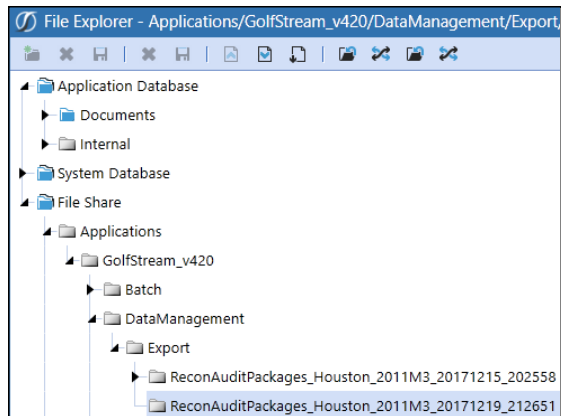 File Explorer - Applications/GolfStream_v420/DataManagement/Export/
Application Database
Documents
Internal
System Database
File Share
Applications
GolfStream_v420
Batch
DataManagement
Export
ReconAuditPackages_Houston_2011M3_20171215_202558
ReconAuditPackages_Houston_2011M3_20171219_212651